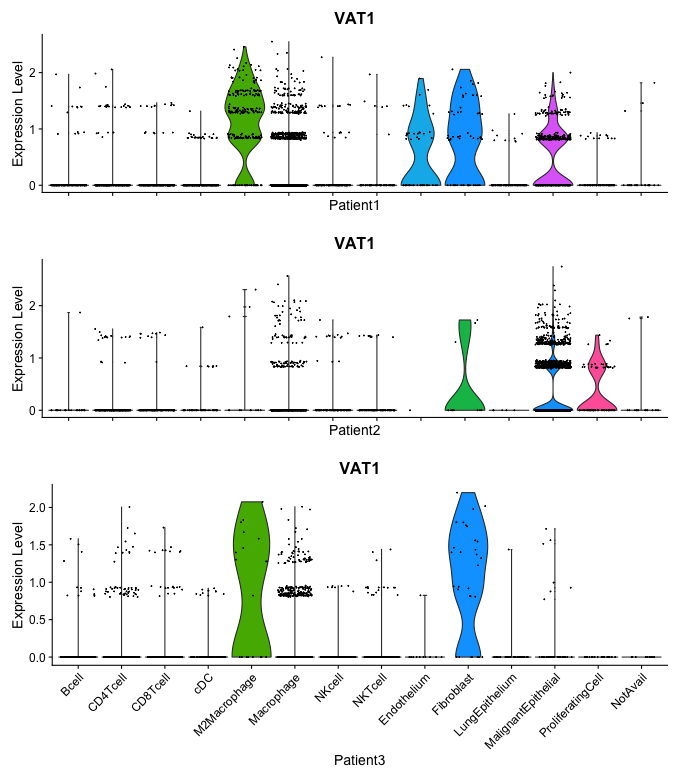 VAT1
Expression Level
2
1
0
Patient1
VAT1
Expression Level
2
1
0
Patient2
VAT1
Expression Level
2.0
1.5
1.0
0.5
0.0
Bcell
CD4Tcell
CD8Tcell
cDC
M2Macrophage
Macrophage
NKcell
NKTcell
Endothelium
Fibroblast
LungEpithelium
MalignantEpithelial
ProliferatingCell
NotAvail
Patient3